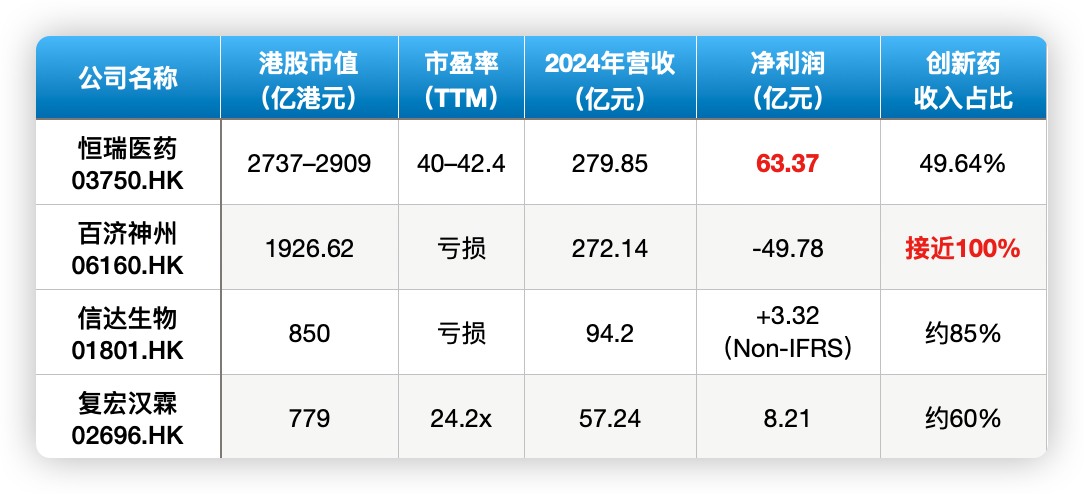 公司名称
港股市值
（亿港元）
市盈率
（TTM）
2024年营收
（亿元）
净利润
（亿元）
创新药
收入占比
恒瑞医药
03750.HK
2737–2909
40–42.4
279.85
63.37
49.64%
百济神州
06160.HK
1926.62
亏损
272.14
-49.78
接近100%
信达生物
01801.HK
850
亏损
94.2
+3.32
（Non-IFRS）
约85%
复宏汉霖
02696.HK
779
24.2x
57.24
8.21
约60%